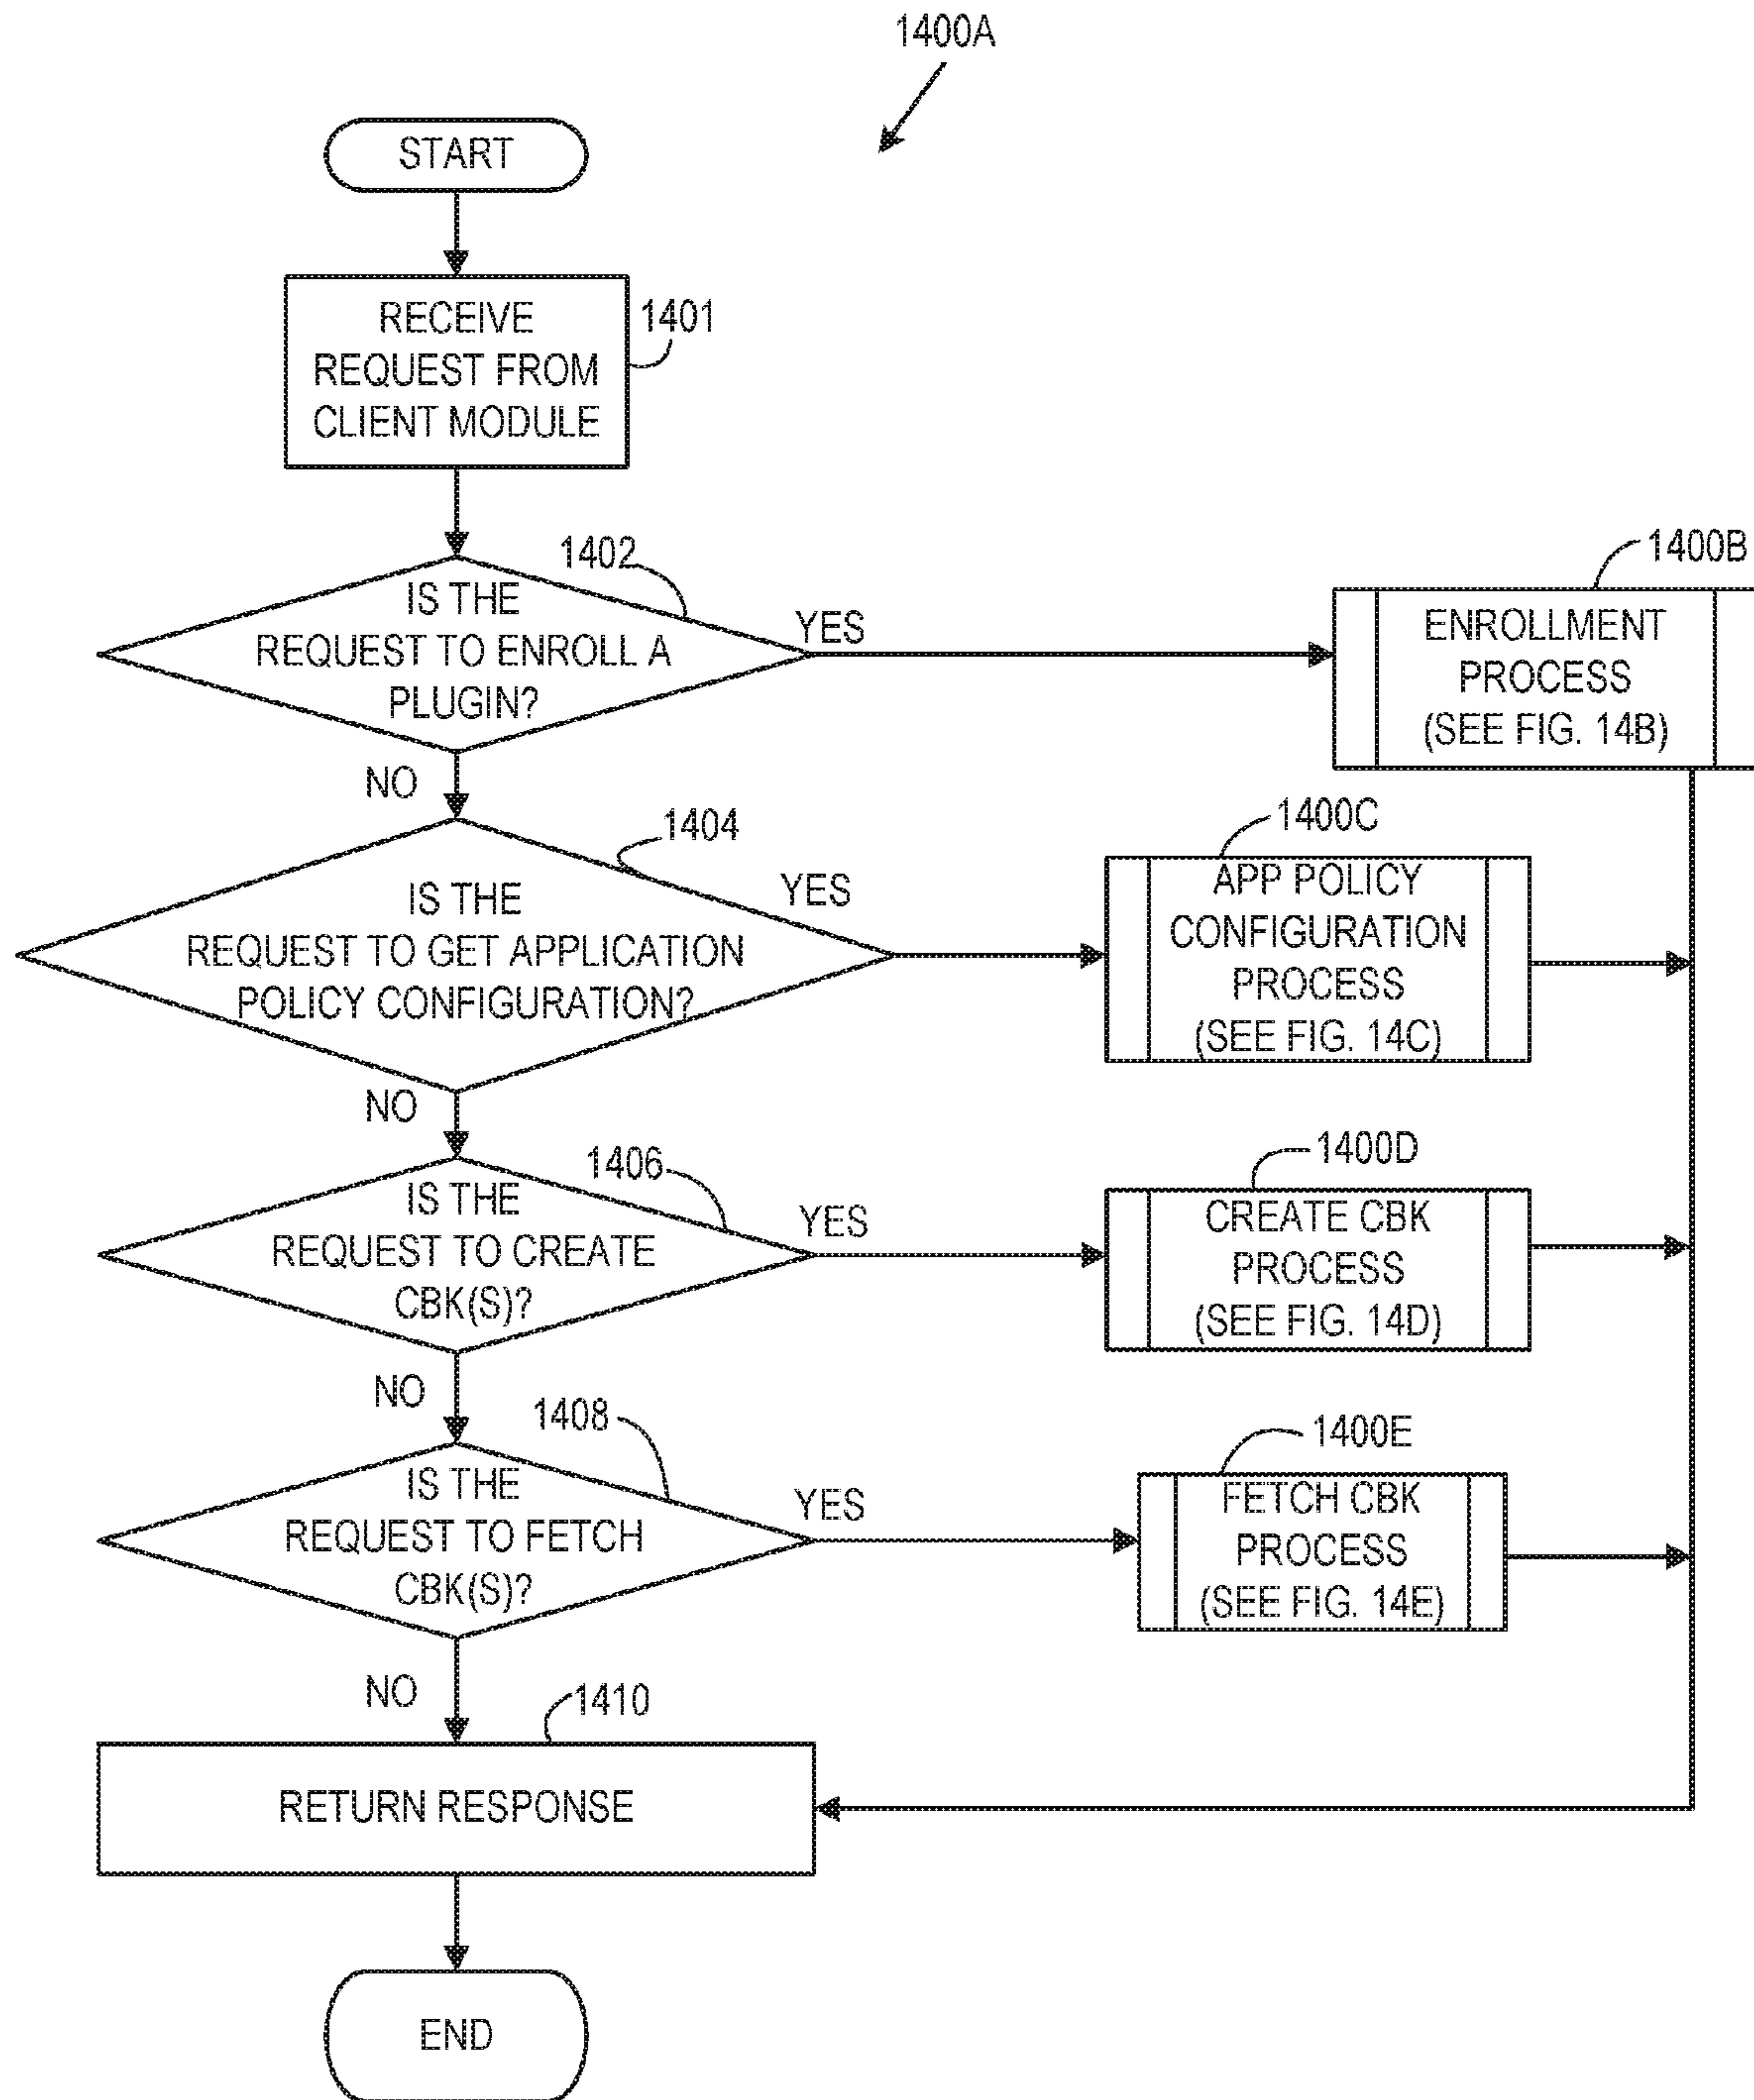 1400A
START
RECEIVE
REQUEST FROM
CLIENT MODULE
1401
1402
IS THE
REQUEST TO ENROLL A
PLUGIN?
YES
NO
1400B
ENROLLMENT
PROCESS
(SEE FIG. 14B)
1404
IS THE
REQUEST TO GET APPLICATION
POLICY CONFIGURATION?
YES
NO
1400C
APP POLICY
CONFIGURATION
PROCESS
(SEE FIG. 14C)
1406
IS THE
REQUEST TO CREATE
CBK(S)?
YES
NO
1400D
CREATE CBK
PROCESS
(SEE FIG. 14D)
1408
IS THE
REQUEST TO FETCH
CBK(S)?
YES
NO
1400E
FETCH CBK
PROCESS
(SEE FIG. 14E)
1410
RETURN RESPONSE
END